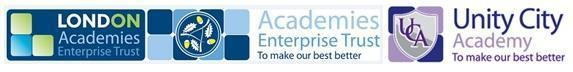 LONDON
Academies
Enterprise Trust
Academies
Enterprise Trust
To make our best better
UCA
Unity City
Academy
To make our best better